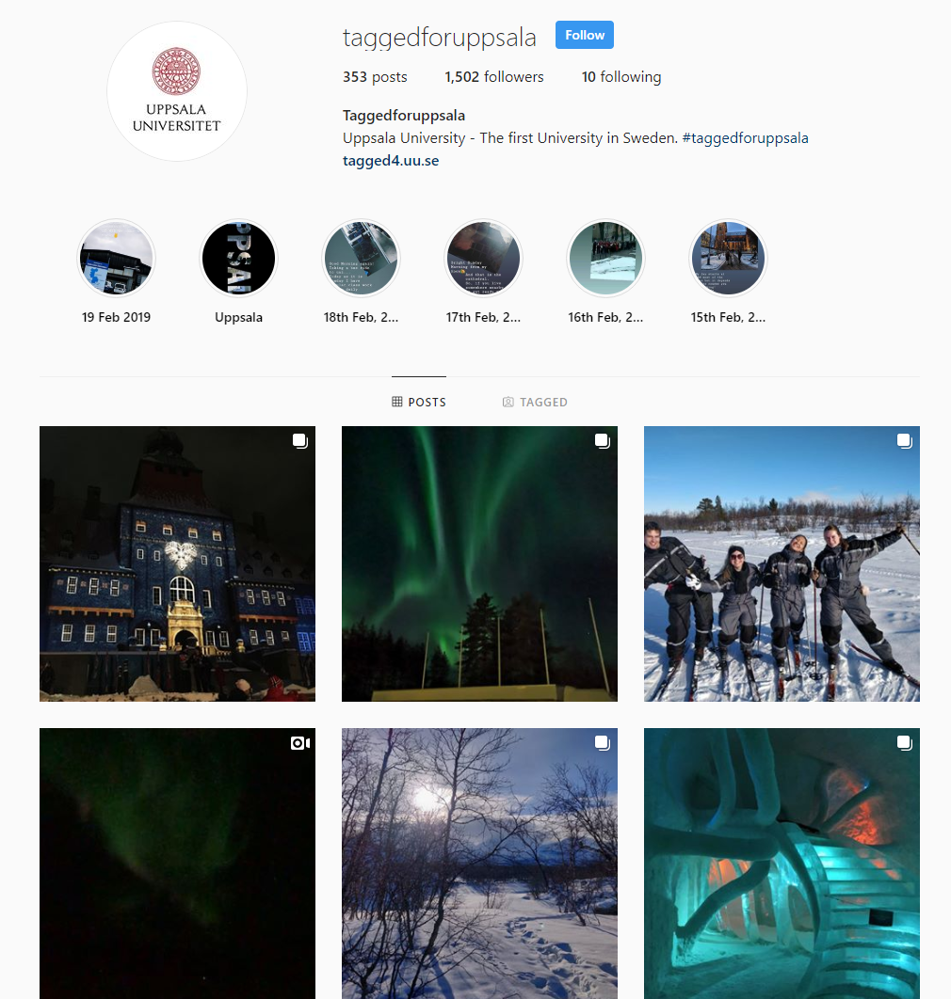 taggedforuppsala Follow
353 posts 1,502 followers 10 following
UPPSALA
UNIVERSITET
Taggedforuppsala
Uppsala University - The first University in Sweden. #taggedforuppsala
tagged4.uu.se
19 Feb 2019 Uppsala 18th Feb, 2... 17th Feb, 2... 16th Feb, 2... 15th Feb, 2...
POSTS TAGGED